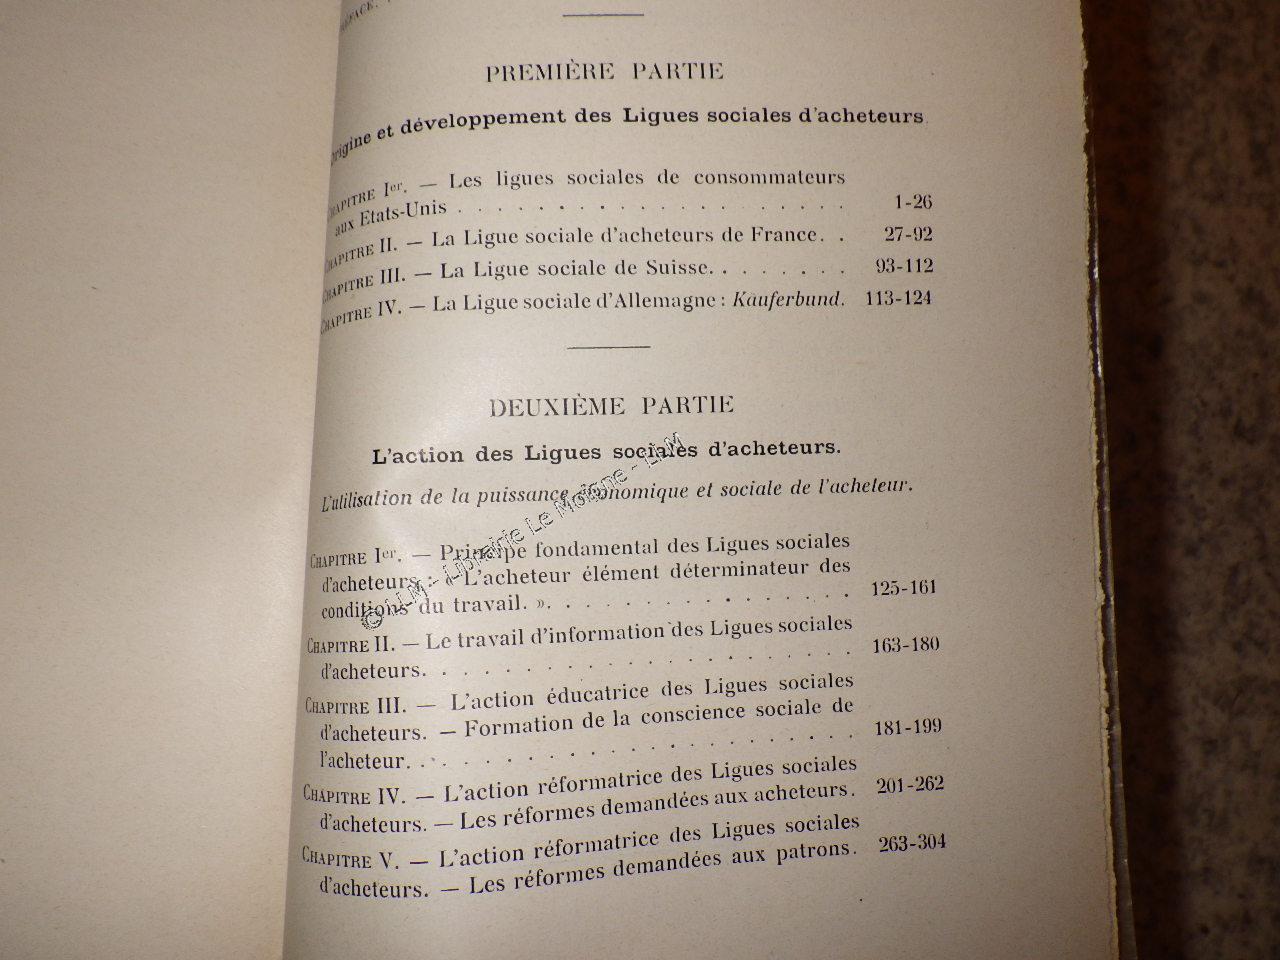 PREMIÈRE PARTIE
Origine et développement des Ligues sociales d'acheteurs
CHAPITRE Ier. — Les ligues sociales de consommateurs
aux Etats-Unis . . . . . . . . . . . . . . . . . 1-26
CHAPITRE II. — La Ligue sociale d'acheteurs de France. . 27-92
CHAPITRE III. — La Ligue sociale de Suisse. . . . . . . . 93-112
CHAPITRE IV. — La Ligue sociale d'Allemagne : Käuferbund. 113-124
DEUXIÈME PARTIE
L'action des Ligues sociales d'acheteurs.
L'utilisation de la puissance économique et sociale de l'acheteur.
CHAPITRE Ier. — Principe fondamental des Ligues sociales
d'acheteurs : « L'acheteur élément déterminateur des
conditions du travail. ». . . . . . . . . . . . . . . 125-161
CHAPITRE II. — Le travail d'information des Ligues sociales
d'acheteurs. . . . . . . . . . . . . . . . . . . 163-180
CHAPITRE III. — L'action éducatrice des Ligues sociales
d'acheteurs. — Formation de la conscience sociale de
l'acheteur. . . . . . . . . . . . . . . . . . . 181-199
CHAPITRE IV. — L'action réformatrice des Ligues sociales
d'acheteurs. — Les réformes demandées aux acheteurs. 201-262
CHAPITRE V. — L'action réformatrice des Ligues sociales
d'acheteurs. — Les réformes demandées aux patrons. 263-304
© LLM - Librairie Le Moigne - LLM